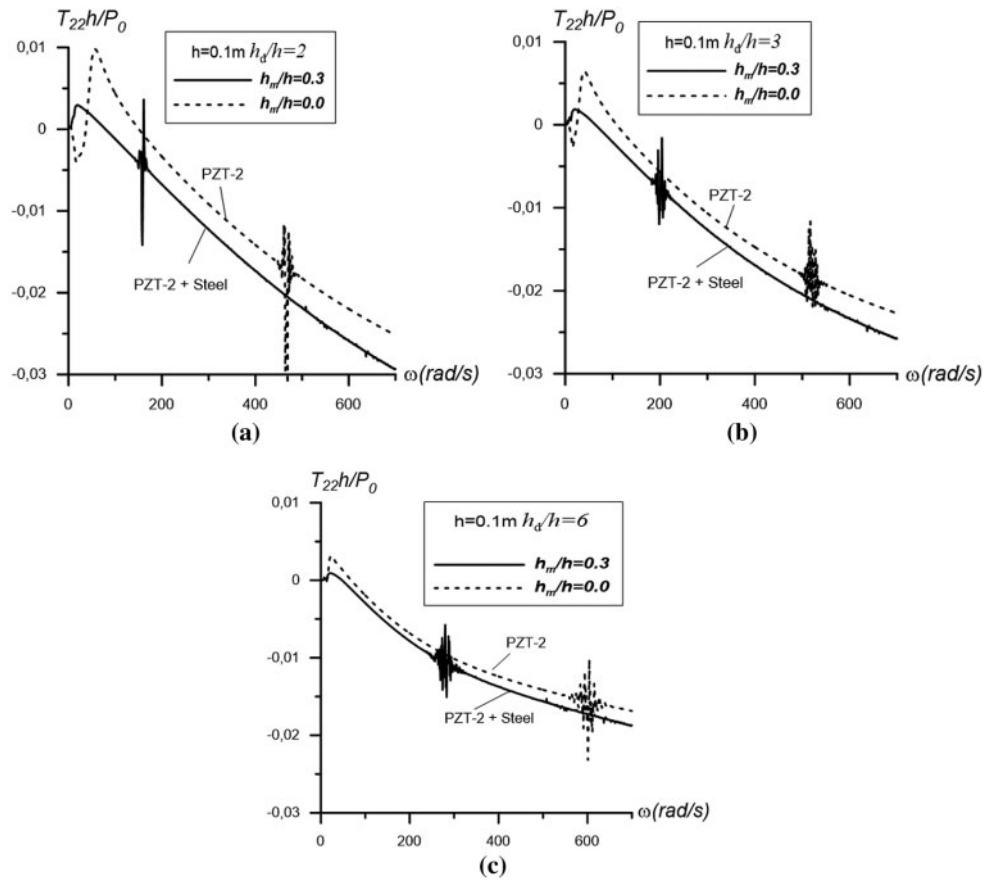 T22h/P0
0,01
0
-0,01
-0,02
-0,03
h=0.1m hd/h=2
hm/h=0.3
hm/h=0.0
PZT-2
PZT-2 + Steel
ω(rad/s)
0 200 400 600
(a)
T22h/P0
0,01
0
-0,01
-0,02
-0,03
h=0.1m hd/h=3
hm/h=0.3
hm/h=0.0
PZT-2
PZT-2 + Steel
ω(rad/s)
0 200 400 600
(b)
T22h/P0
0,01
0
-0,01
-0,02
-0,03
h=0.1m hd/h=6
hm/h=0.3
hm/h=0.0
PZT-2
PZT-2 + Steel
ω(rad/s)
0 200 400 600
(c)